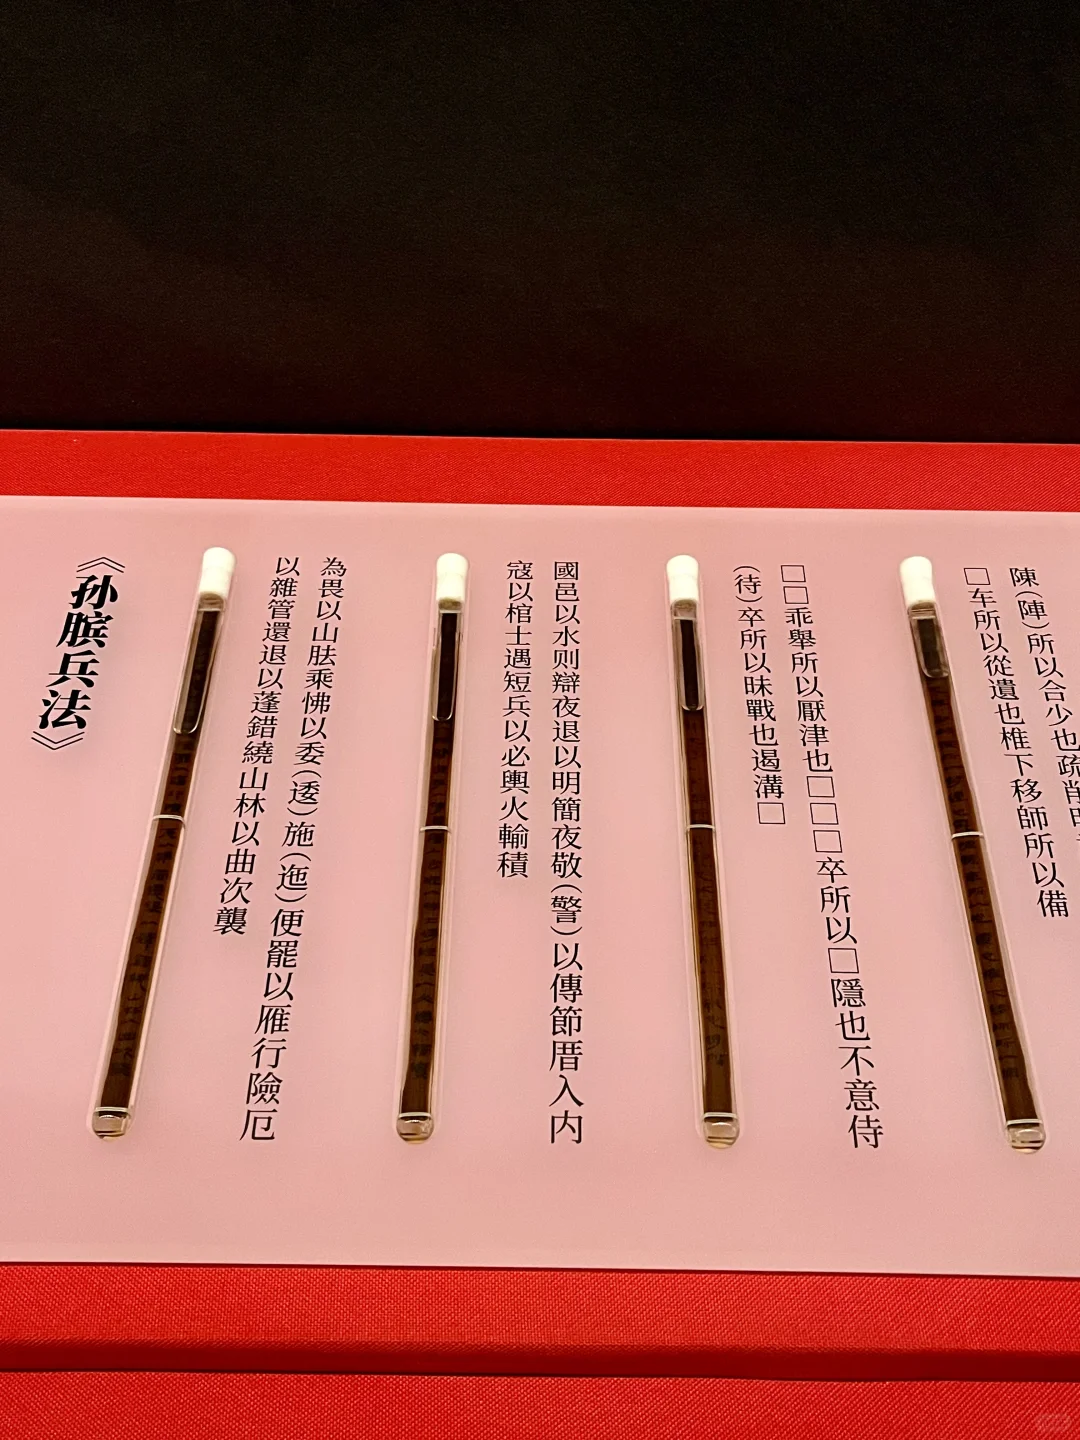 陳(陣)所以合少也疏削明
□车所以從遺也椎下移師所以備
□□乖舉所以厭津也□□□卒所以□隱也不意侍
(待)卒所以昧戰也遏溝□
國邑以水则辯夜退以明簡夜敬(警)以傳節厝入内
寇以棺士遇短兵以必輿火輸積
為畏以山胠乘怫以委(逶)施(迤)便罷以雁行險厄
以雜管還退以蓬錯繞山林以曲次襲
《孙膑兵法》